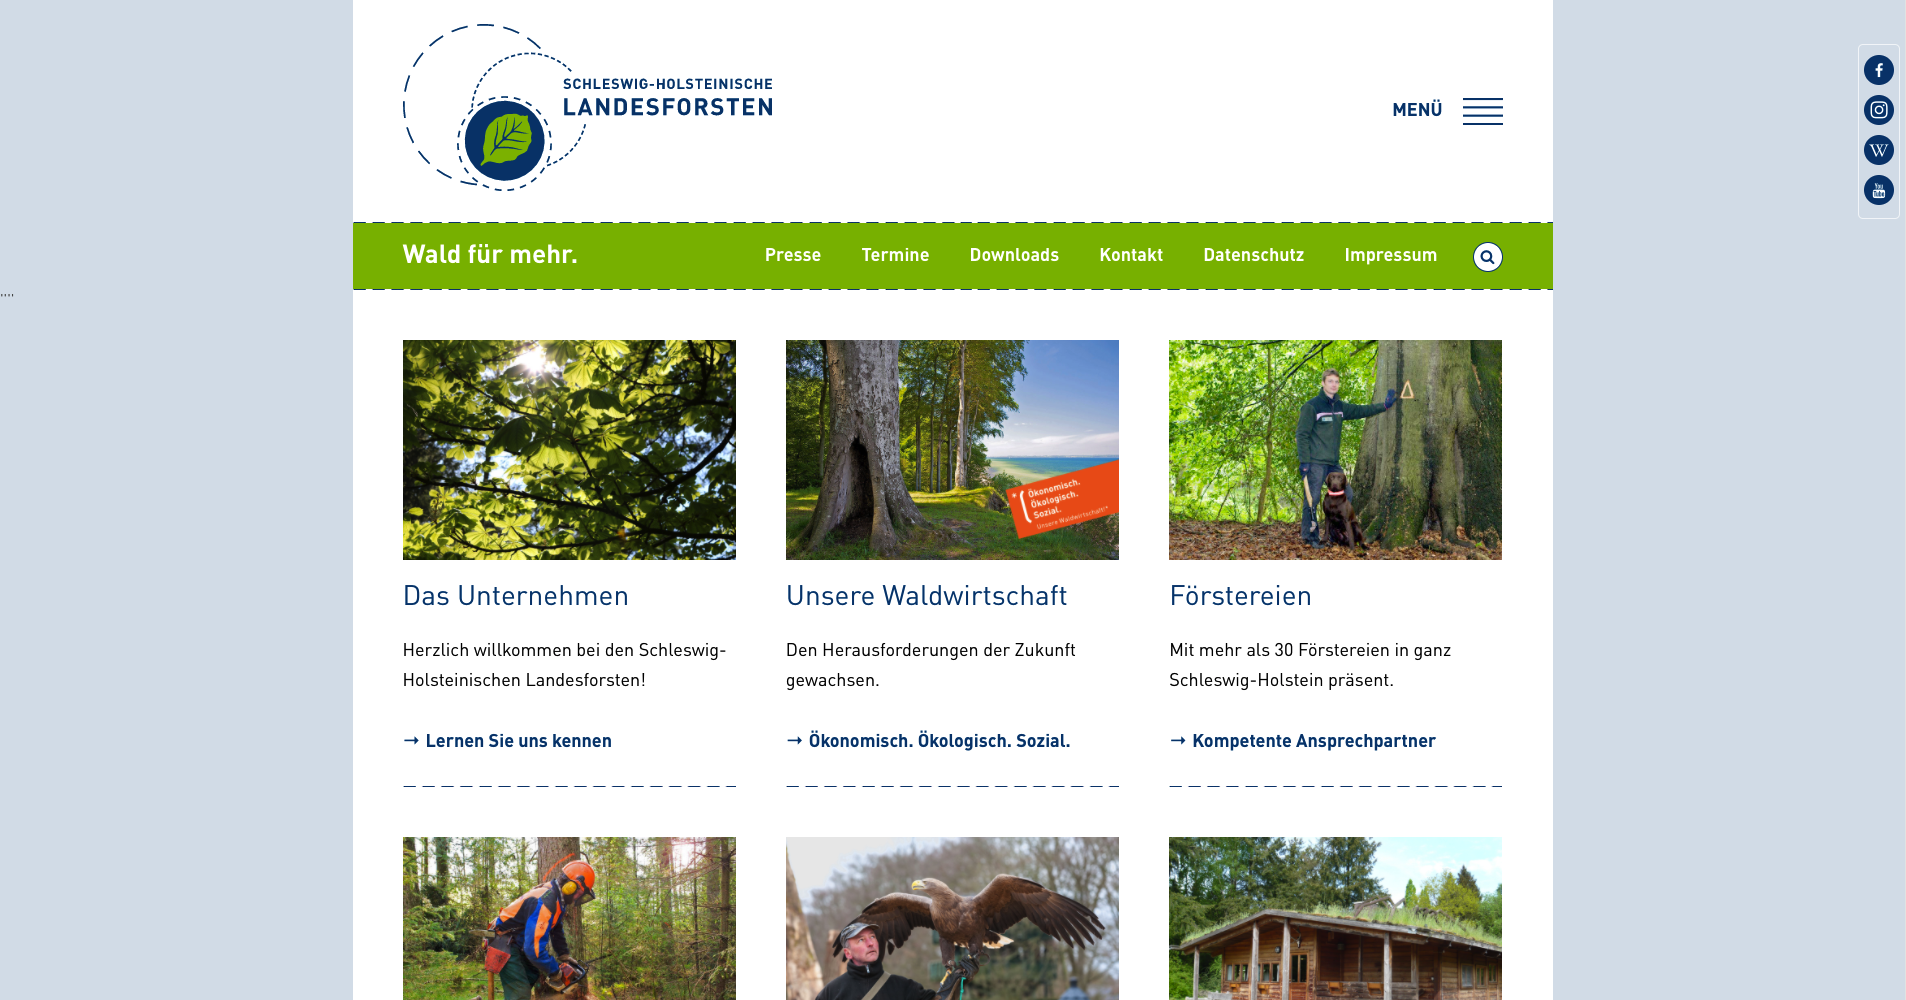 SCHLESWIG-HOLSTEINISCHE
LANDESFORSTEN
MENÜ
Wald für mehr.
Presse
Termine
Downloads
Kontakt
Datenschutz
Impressum
,,,,
Ökonomisch.
Ökologisch.
Sozial.
Unsere Waldwirtschaft!*
Das Unternehmen
Herzlich willkommen bei den Schleswig-
Holsteinischen Landesforsten!
→ Lernen Sie uns kennen
Unsere Waldwirtschaft
Den Herausforderungen der Zukunft
gewachsen.
→ Ökonomisch. Ökologisch. Sozial.
Förstereien
Mit mehr als 30 Förstereien in ganz
Schleswig-Holstein präsent.
→ Kompetente Ansprechpartner
f
W
You
Tube